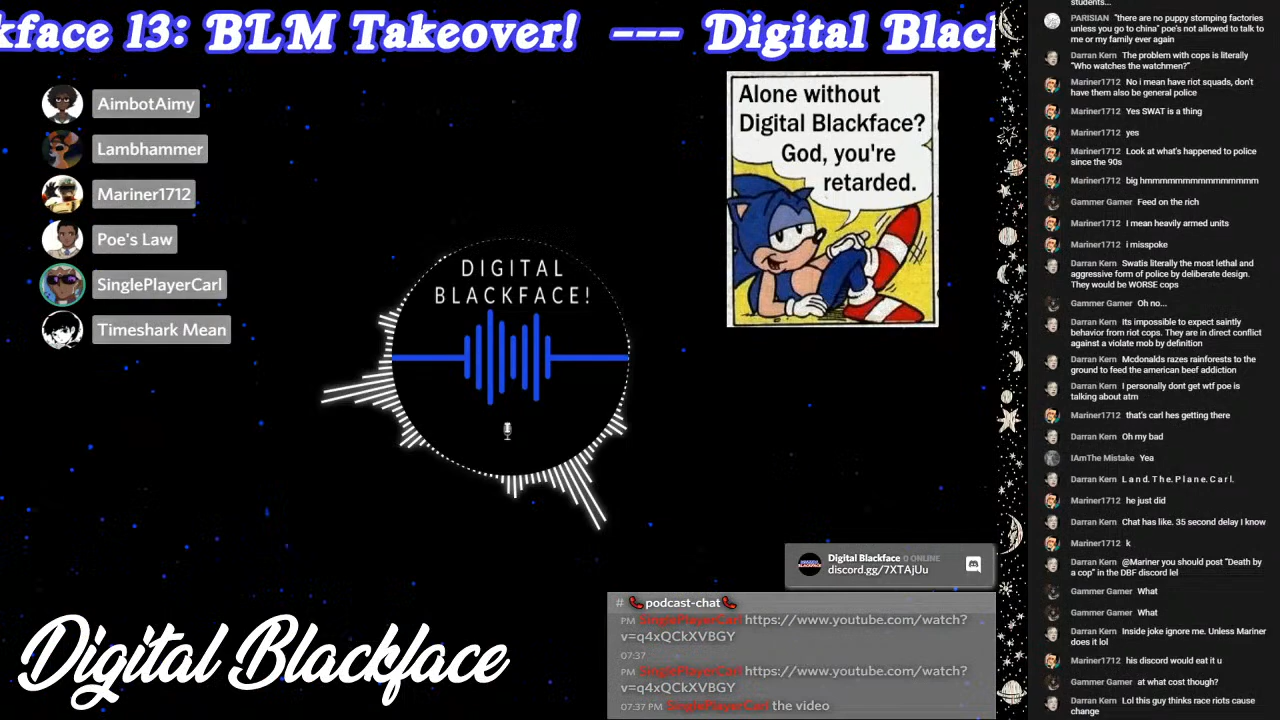 kface 13: BLM Takeover! --- Digital Black
AimbotAimy
Lambhammer
Mariner1712
Poe's Law
SinglePlayerCarl
Timeshark Mean
DIGITAL
BLACKFACE!
Alone without
Digital Blackface?
God, you're
retarded.
Digital Blackface 0 ONLINE
discord.gg/7XTAjUu
# podcast-chat
PM SinglePlayerCarl https://www.youtube.com/watch?
v=q4xQCkXVBGY
07:37
PM SinglePlayerCarl https://www.youtube.com/watch?
v=q4xQCkXVBGY
07:37 PM SinglePlayerCarl the video
Digital Blackface
students...
PARISIAN "there are no puppy stomping factories
unless you go to china" poe's not allowed to talk to
me or my family ever again
Darran Kern The problem with cops is literally
"Who watches the watchmen?"
Mariner1712 No i mean have riot squads, don't
have them also be general police
Mariner1712 Yes SWAT is a thing
Mariner1712 yes
Mariner1712 Look at what's happened to police
since the 90s
Mariner1712 big hmmmmmmmmmmmmmmm
Gammer Gamer Feed on the rich
Mariner1712 I mean heavily armed units
Mariner1712 i misspoke
Darran Kern Swatis literally the most lethal and
aggressive form of police by deliberate design.
They would be WORSE cops
Gammer Gamer Oh no...
Darran Kern Its impossible to expect saintly
behavior from riot cops. They are in direct conflict
against a violate mob by definition
Darran Kern Mcdonalds razes rainforests to the
ground to feed the american beef addiction
Darran Kern I personally dont get wtf poe is
talking about atm
Mariner1712 that's carl hes getting there
Darran Kern Oh my bad
IAmThe Mistake Yea
Darran Kern L a n d. T h e. P l a n e. C a r l.
Mariner1712 he just did
Darran Kern Chat has like. 35 second delay I know
Mariner1712 k
Darran Kern @Mariner you should post "Death by
a cop" in the DBF discord lel
Gammer Gamer What
Gammer Gamer What
Darran Kern Inside joke ignore me. Unless Mariner
does it lol
Mariner1712 his discord would eat it u
Gammer Gamer at what cost though?
Darran Kern Lol this guy thinks race riots cause
change